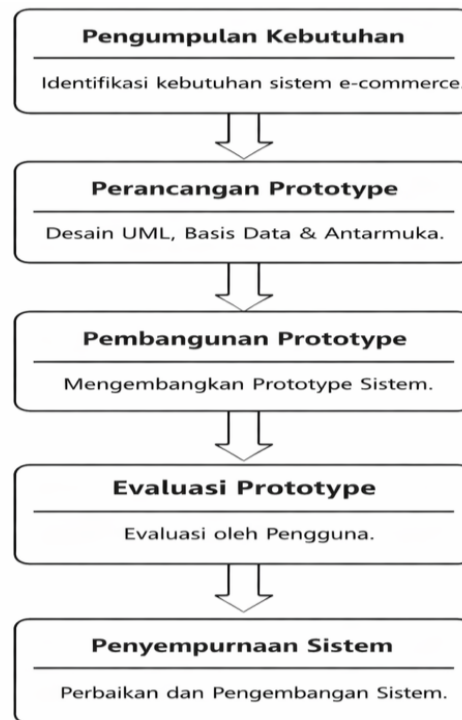 Pengumpulan Kebutuhan
Identifikasi kebutuhan sistem e-commerce.
Perancangan Prototype
Desain UML, Basis Data & Antarmuka.
Pembangunan Prototype
Mengembangkan Prototype Sistem.
Evaluasi Prototype
Evaluasi oleh Pengguna.
Penyempurnaan Sistem
Perbaikan dan Pengembangan Sistem.